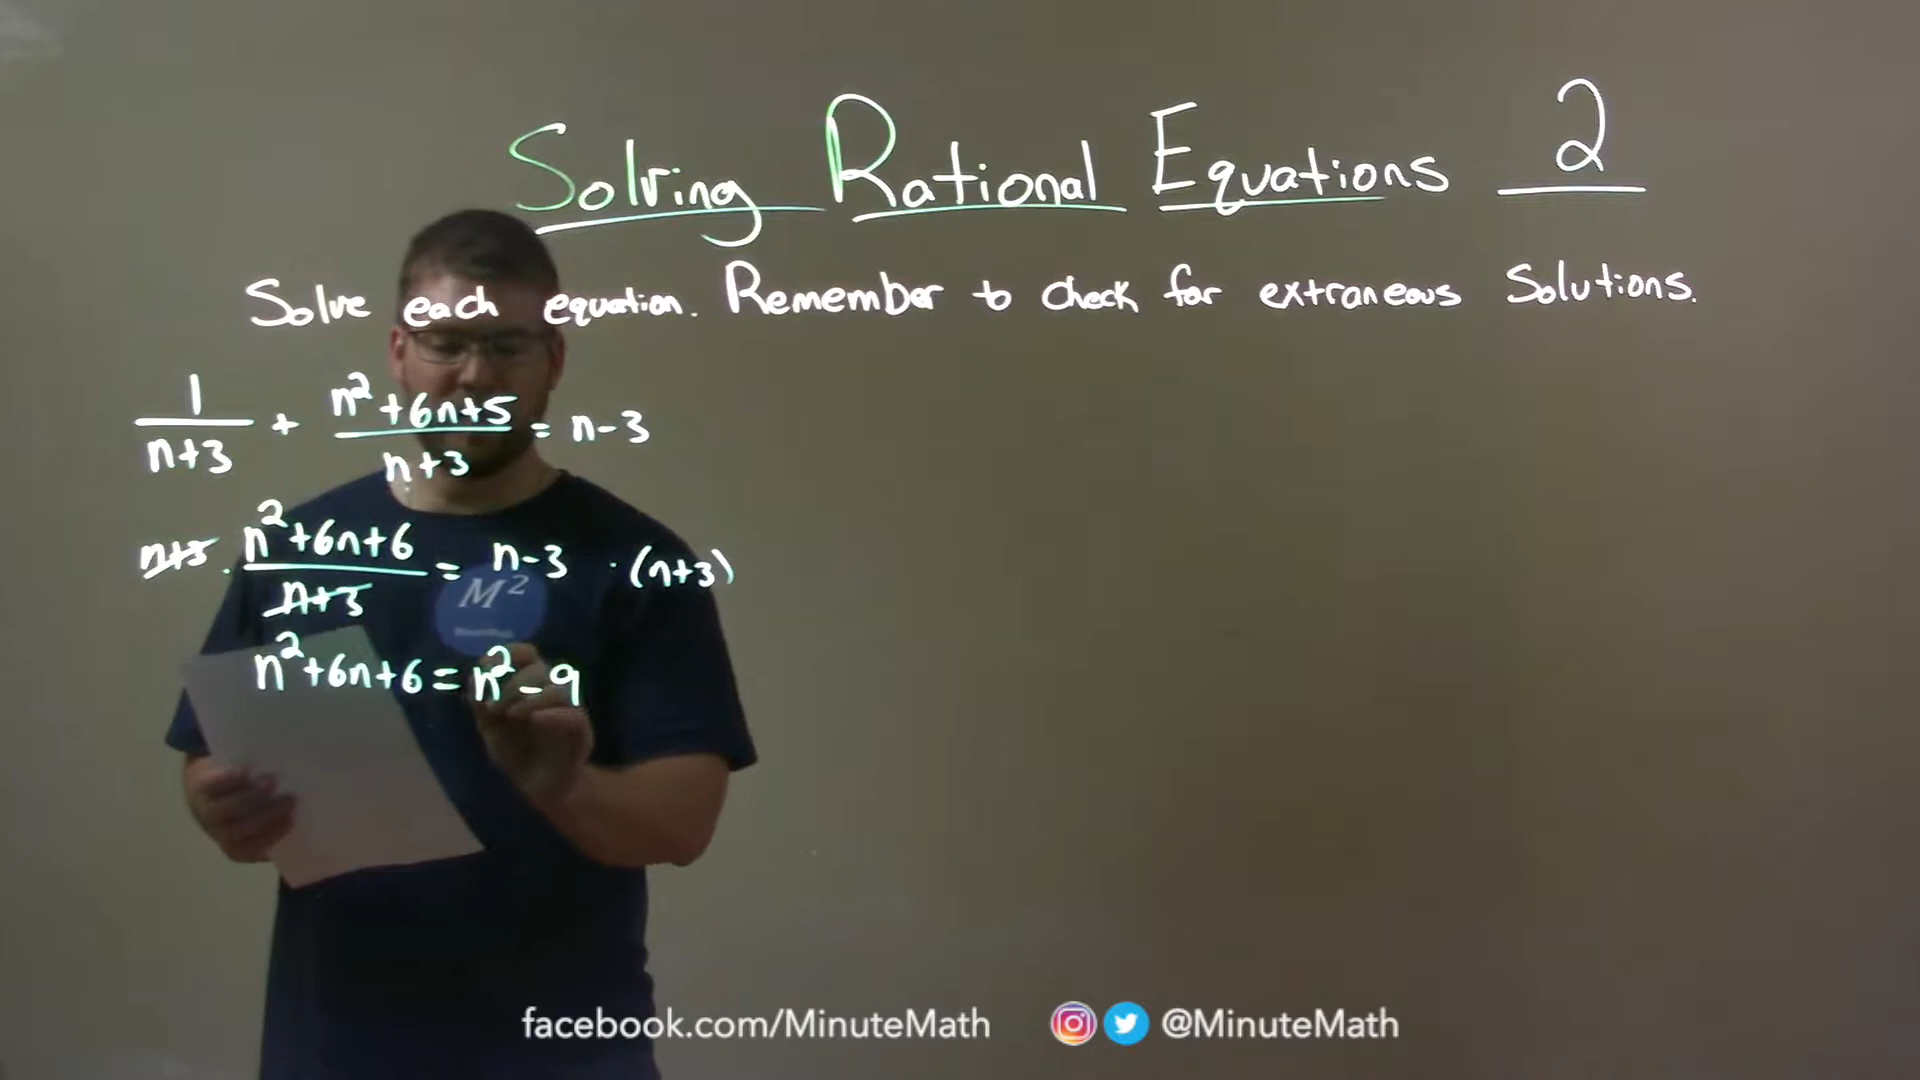 Solving Rational Equations 2
Solve each equation. Remember to check for extraneous Solutions.
1/(n+3) + (n²+6n+5)/(n+3) = n-3
n+3 · (n²+6n+6)/(n+3) = n-3 · (n+3)
M²
n²+6n+6 = n²-9
facebook.com/MinuteMath @MinuteMath